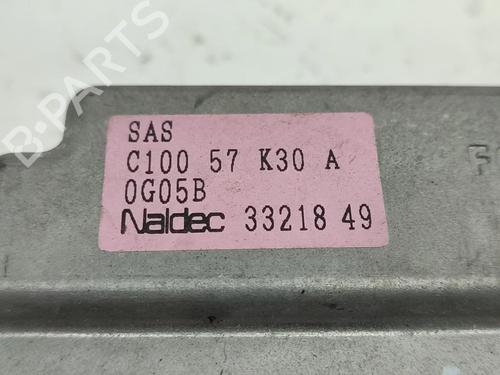 B-PARTS
SAS
C100 57 K30 A
0G05B
Naldec 33218 49